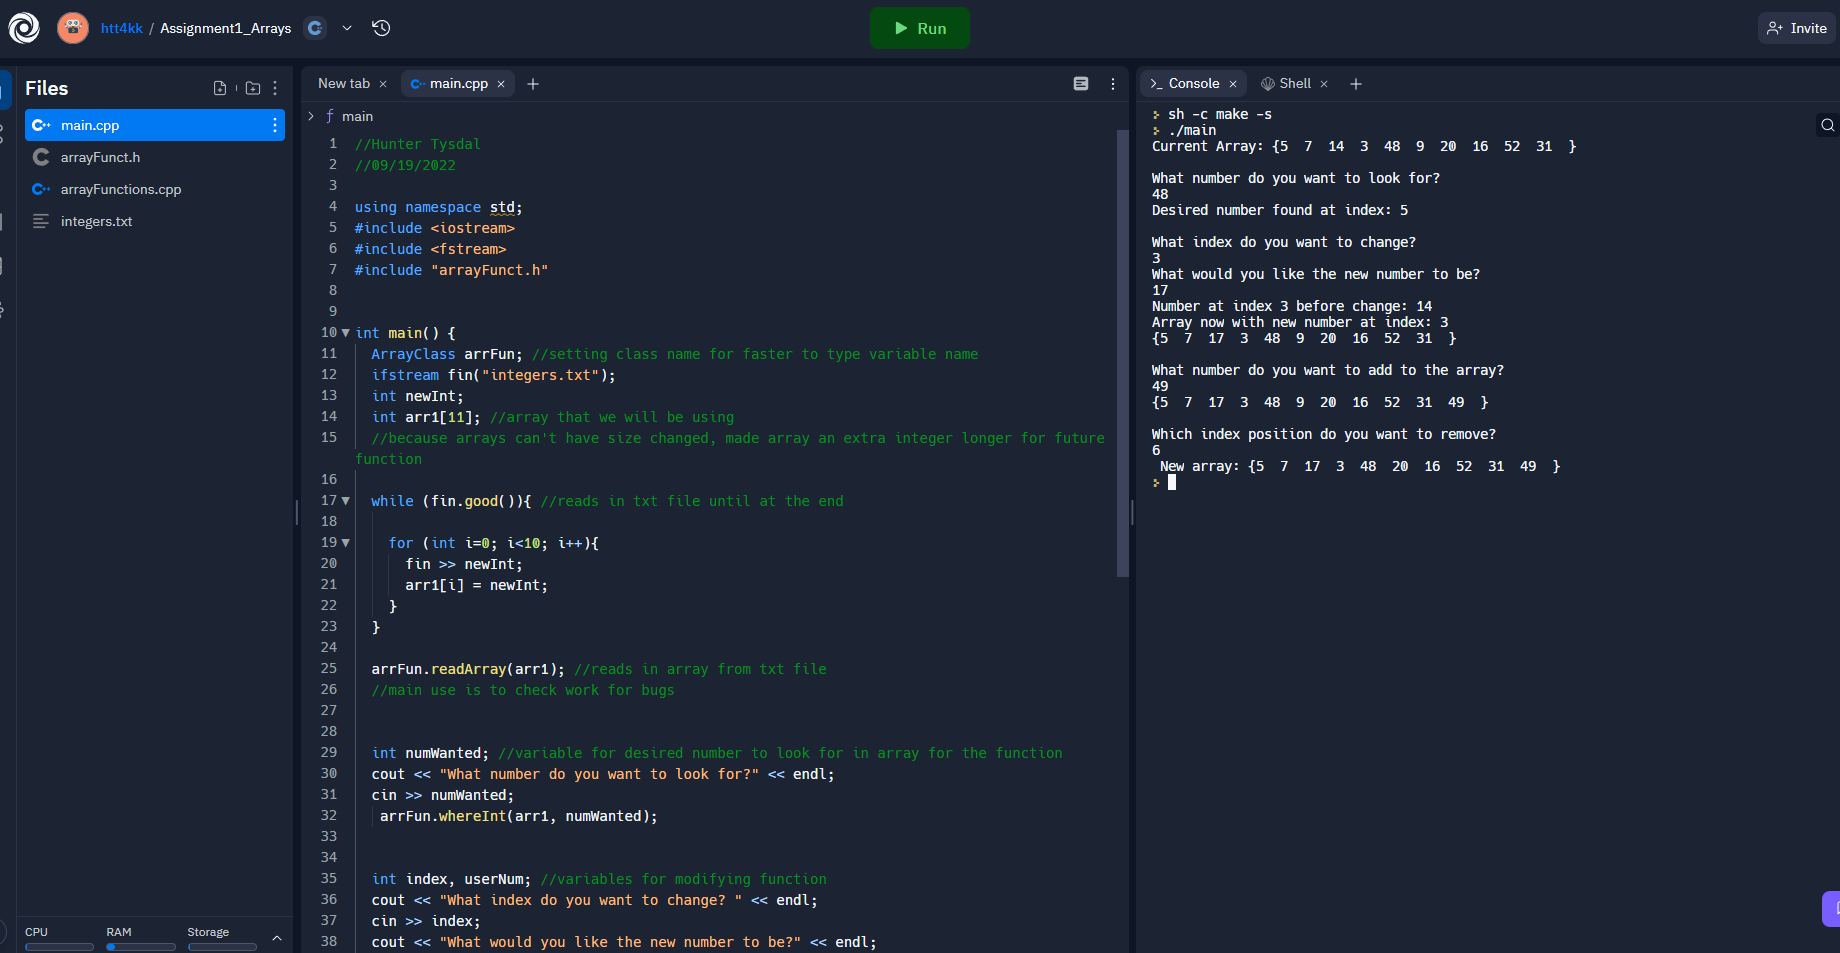 htt4kk / Assignment1_Arrays
Run
Invite
Files
main.cpp
arrayFunct.h
arrayFunctions.cpp
integers.txt
CPU RAM Storage
New tab × main.cpp × +
main
1 //Hunter Tysdal
2 //09/19/2022
3
4 using namespace std;
5 #include <iostream>
6 #include <fstream>
7 #include "arrayFunct.h"
8
9
10 int main() {
11 ArrayClass arrFun; //setting class name for faster to type variable name
12 ifstream fin("integers.txt");
13 int newInt;
14 int arr1[11]; //array that we will be using
15 //because arrays can't have size changed, made array an extra integer longer for future
function
16
17 while (fin.good()){ //reads in txt file until at the end
18
19 for (int i=0; i<10; i++){
20 fin >> newInt;
21 arr1[i] = newInt;
22 }
23 }
24
25 arrFun.readArray(arr1); //reads in array from txt file
26 //main use is to check work for bugs
27
28
29 int numWanted; //variable for desired number to look for in array for the function
30 cout << "What number do you want to look for?" << endl;
31 cin >> numWanted;
32 arrFun.whereInt(arr1, numWanted);
33
34
35 int index, userNum; //variables for modifying function
36 cout << "What index do you want to change? " << endl;
37 cin >> index;
38 cout << "What would you like the new number to be?" << endl;
Console × Shell × +
sh -c make -s
./main
Current Array: {5 7 14 3 48 9 20 16 52 31 }
What number do you want to look for?
48
Desired number found at index: 5
What index do you want to change?
3
What would you like the new number to be?
17
Number at index 3 before change: 14
Array now with new number at index: 3
{5 7 17 3 48 9 20 16 52 31 }
What number do you want to add to the array?
49
{5 7 17 3 48 9 20 16 52 31 49 }
Which index position do you want to remove?
6
New array: {5 7 17 3 48 20 16 52 31 49 }